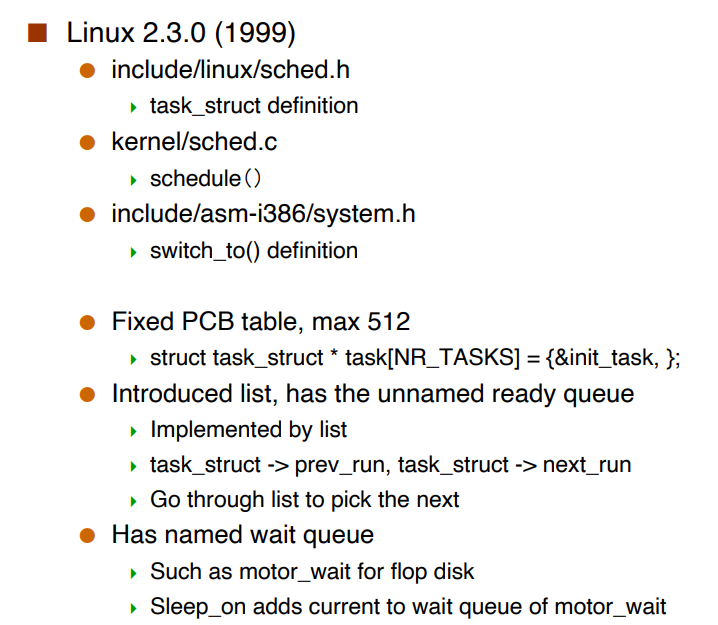 Linux 2.3.0 (1999)
include/linux/sched.h
task_struct definition
kernel/sched.c
schedule()
include/asm-i386/system.h
switch_to() definition
Fixed PCB table, max 512
struct task_struct * task[NR_TASKS] = {&init_task, };
Introduced list, has the unnamed ready queue
Implemented by list
task_struct -> prev_run, task_struct -> next_run
Go through list to pick the next
Has named wait queue
Such as motor_wait for flop disk
Sleep_on adds current to wait queue of motor_wait